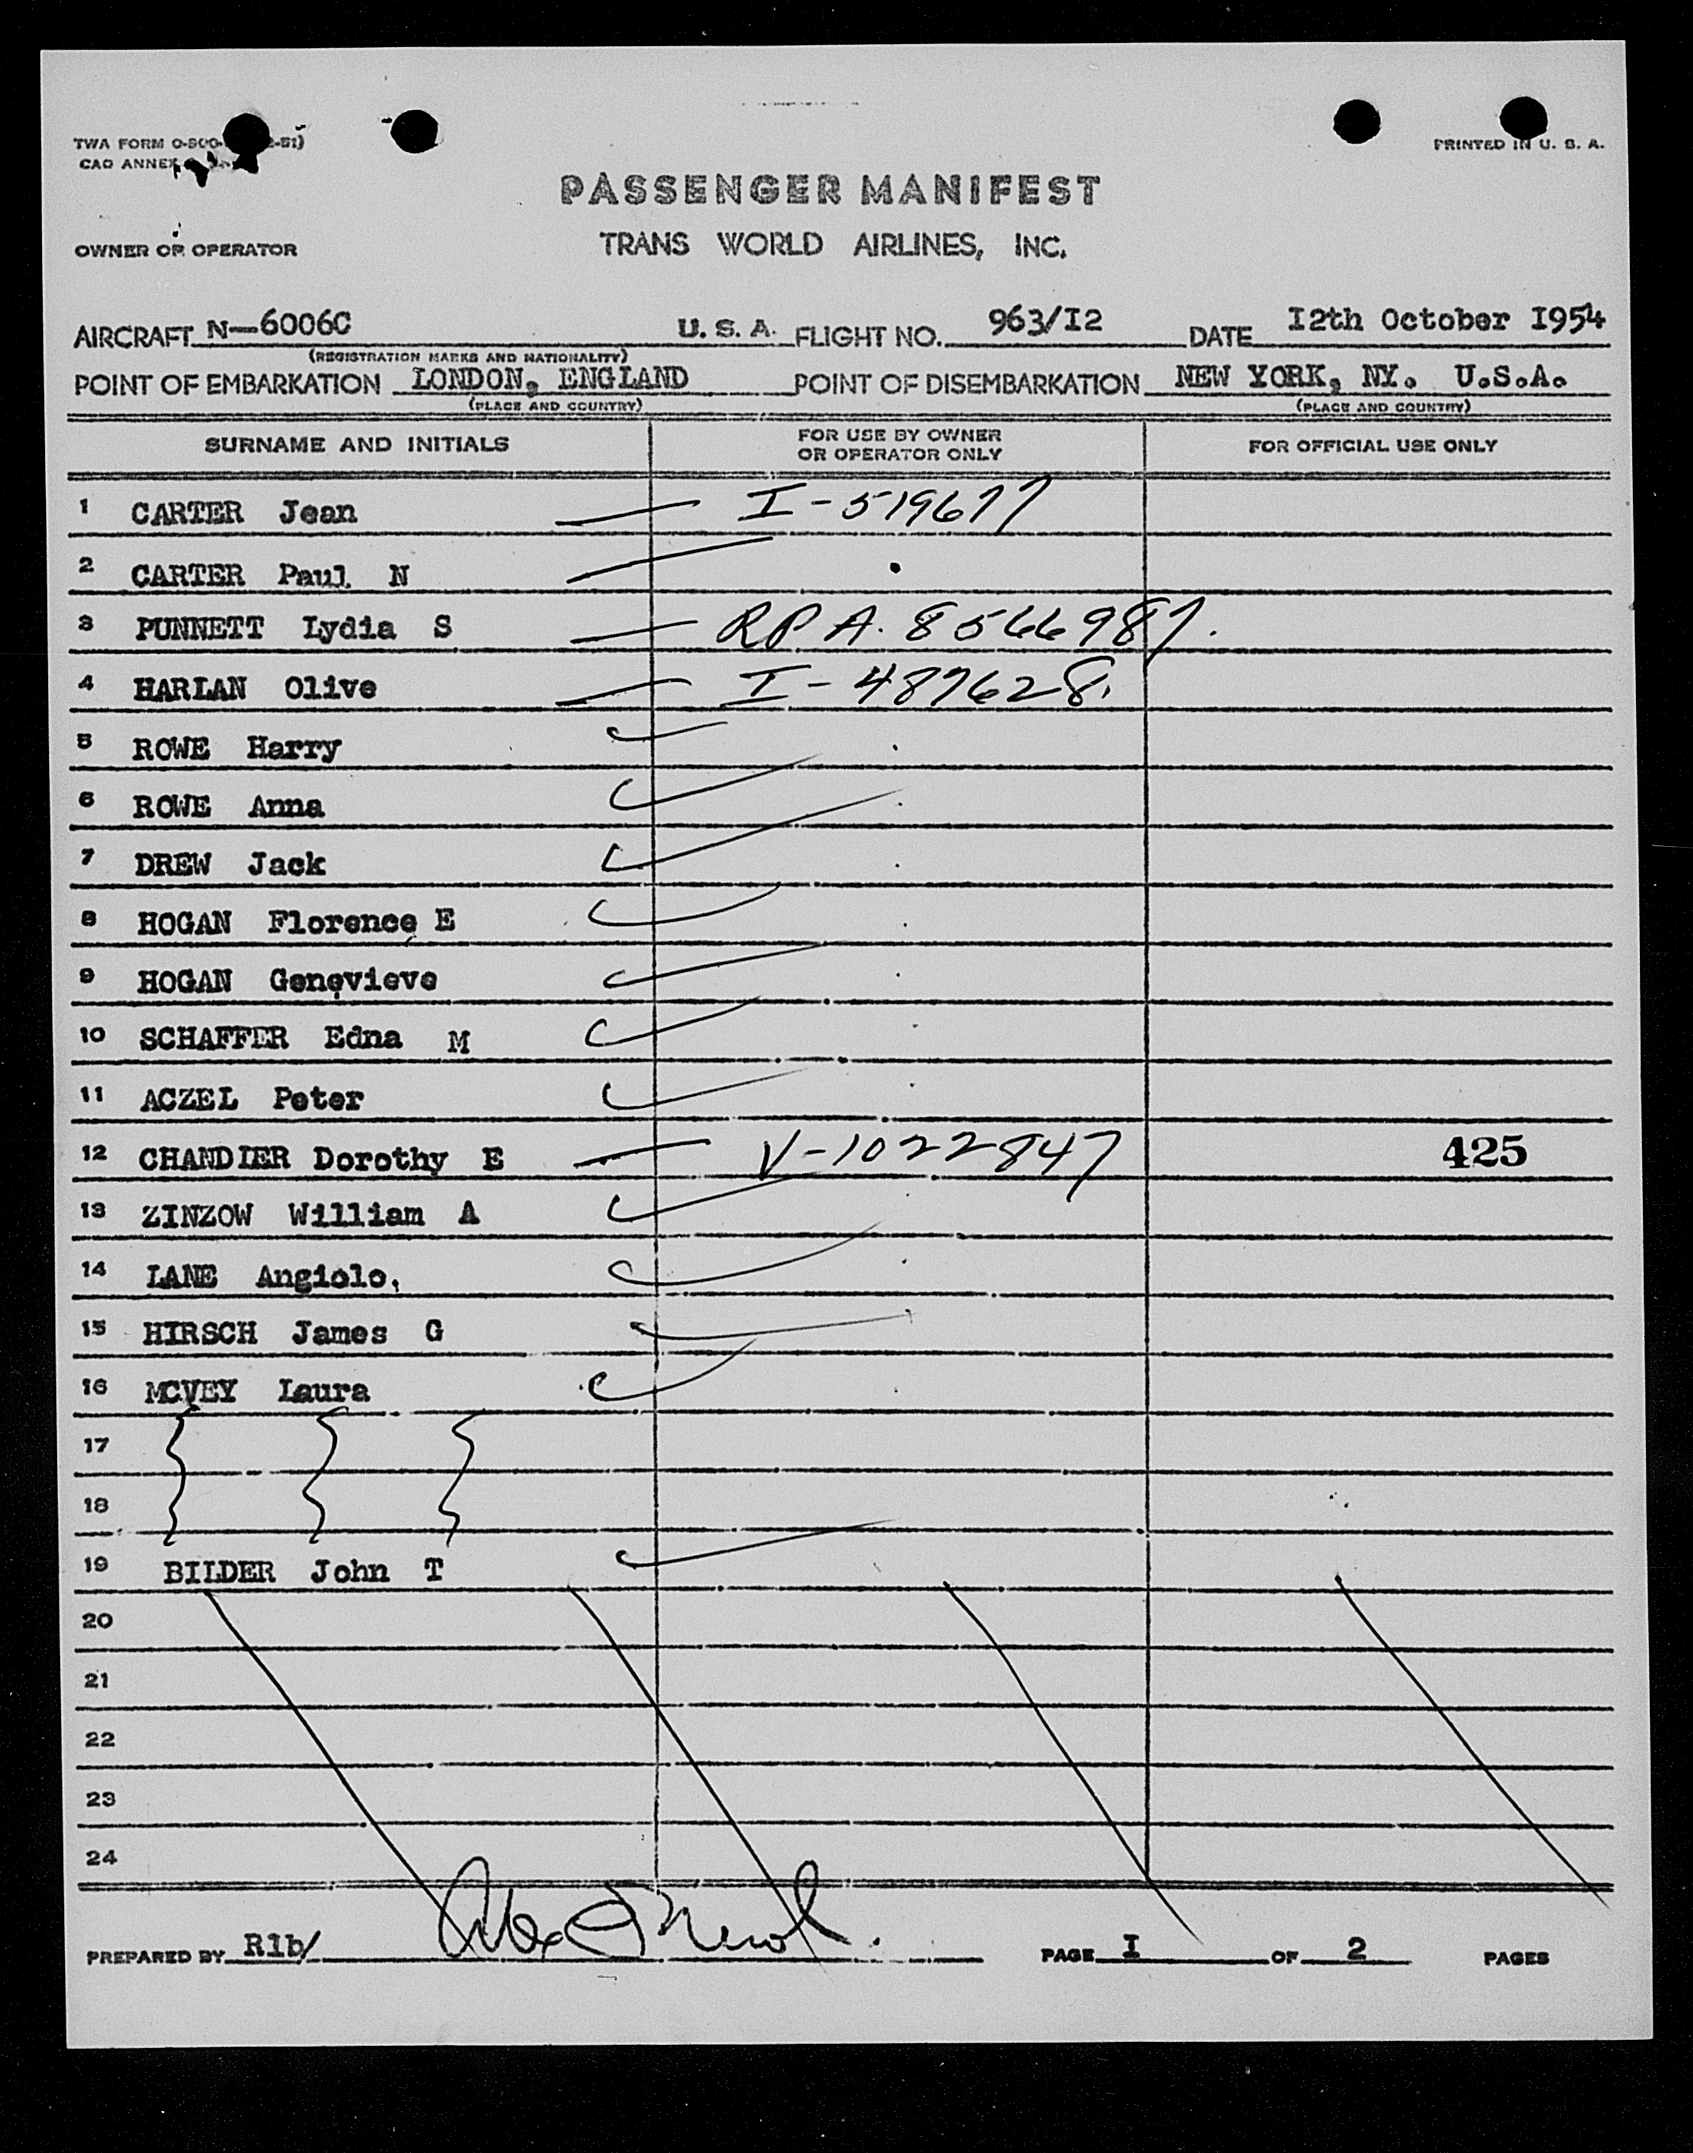 TWA FORM
CAO ANNEX
PRINTED IN U. S. A.
PASSENGER MANIFEST
OWNER OR OPERATOR TRANS WORLD AIRLINES, INC.
AIRCRAFT N-6006C U. S. A. FLIGHT NO. 963/I2 DATE I2th October I954
(REGISTRATION MARKS AND NATIONALITY)
POINT OF EMBARKATION LONDON, ENGLAND POINT OF DISEMBARKATION NEW YORK, NY. U.S.A.
(PLACE AND COUNTRY) (PLACE AND COUNTRY)
SURNAME AND INITIALS FOR USE BY OWNER OR OPERATOR ONLY FOR OFFICIAL USE ONLY
1 CARTER Jean I-519677
2 CARTER Paul N
3 PUNNETT Lydia S RPA. 8566987.
4 HARLAN Olive I-487628.
5 ROWE Harry
6 ROWE Anna
7 DREW Jack
8 HOGAN Florence E
9 HOGAN Genevieve
10 SCHAFFER Edna M
11 ACZEL Peter
12 CHANDLER Dorothy E V-1022847 425
13 ZINZOW William A
14 LANE Angiolo,
15 HIRSCH James G
16 MCVEY Laura
17
18
19 BILDER John T
20
21
22
23
24
PREPARED BY Rlb/ PAGE I OF 2 PAGES